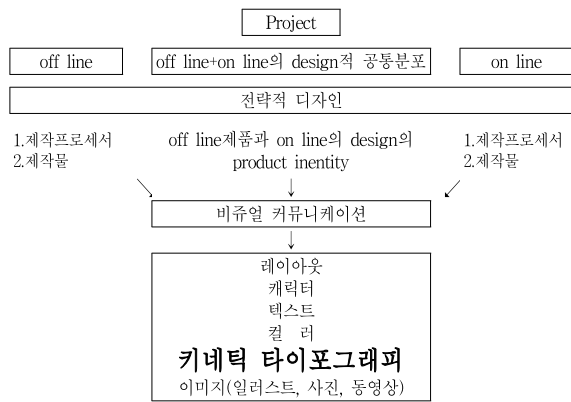 Project
off line
off line+on line의 design적 공통분포
on line
전략적 디자인
1.제작프로세서
2.제작물
off line제품과 on line의 design의
product inentity
1.제작프로세서
2.제작물
비쥬얼 커뮤니케이션
레이아웃
캐릭터
텍스트
컬 러
키네틱 타이포그래피
이미지(일러스트, 사진, 동영상)